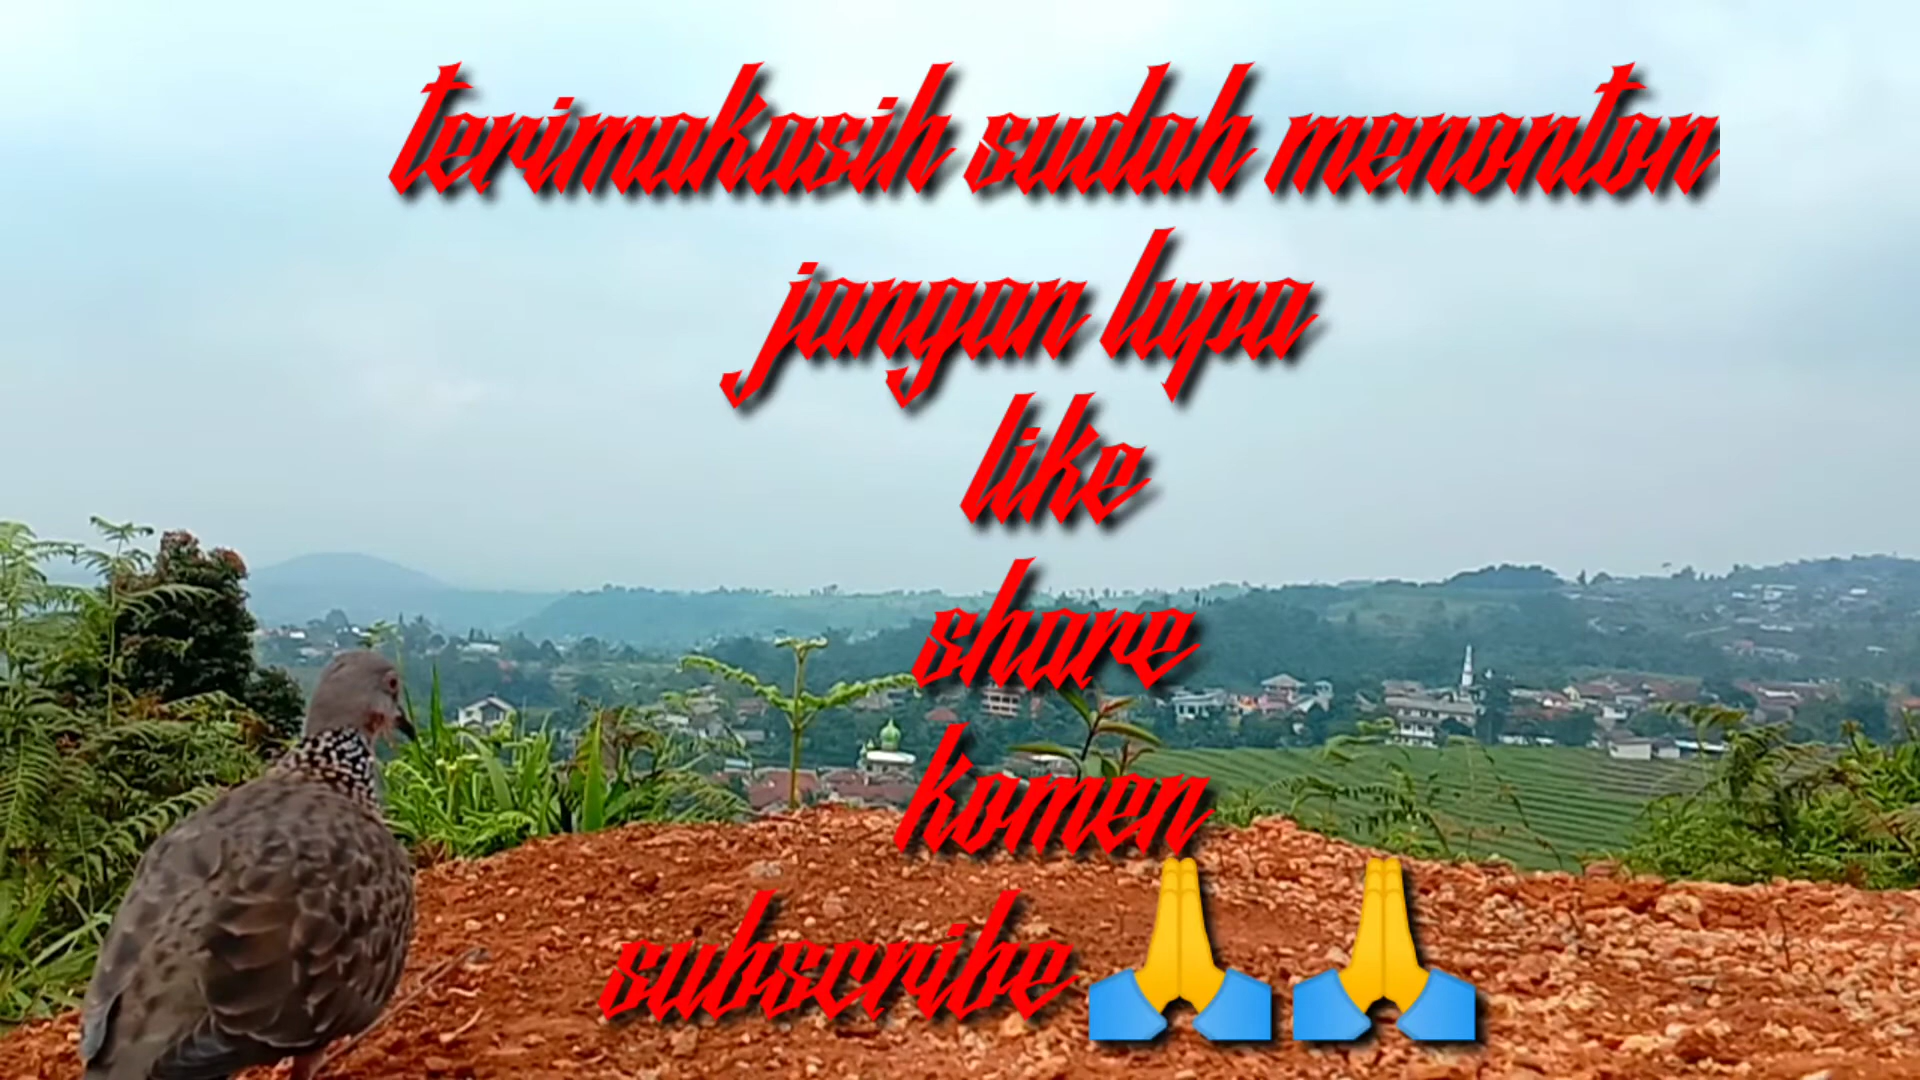 terimakasih sudah menonton
jangan lupa
like
share
komen
subscribe 🙏🙏